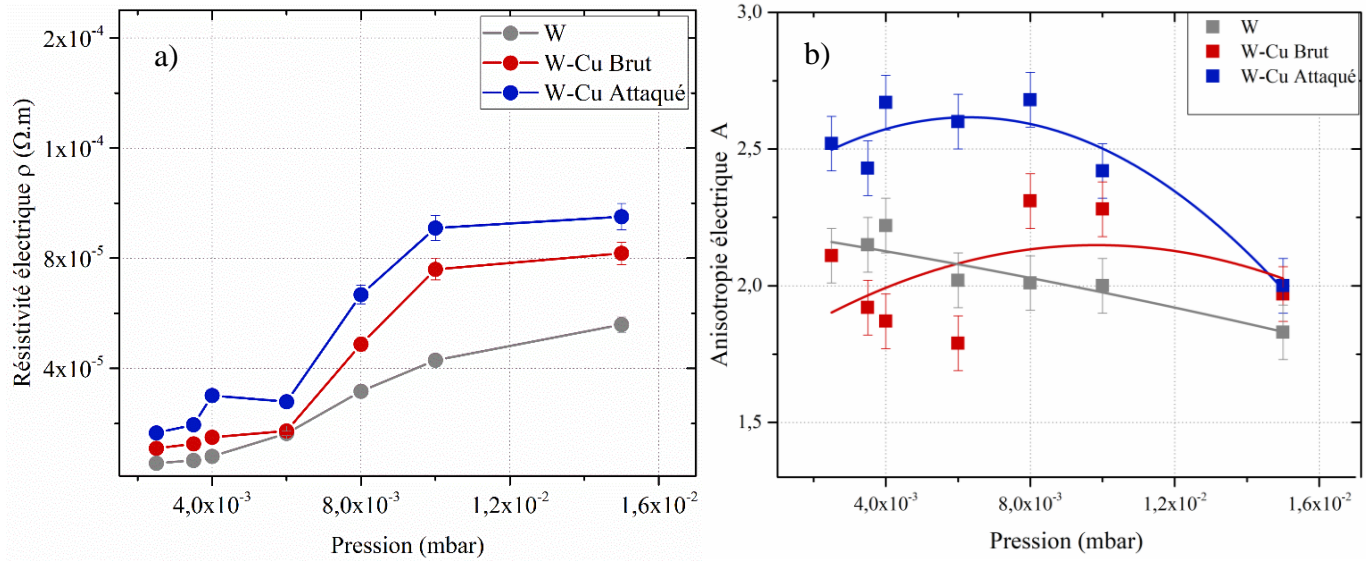 a)
W
W-Cu Brut
W-Cu Attaqué
Résistivité électrique ρ (Ω.m)
2x10⁻⁴
1x10⁻⁴
8x10⁻⁵
4x10⁻⁵
4,0x10⁻³ 8,0x10⁻³ 1,2x10⁻² 1,6x10⁻²
Pression (mbar)
b)
W
W-Cu Brut
W-Cu Attaqué
Anisotropie électrique A
3,0
2,5
2,0
1,5
4,0x10⁻³ 8,0x10⁻³ 1,2x10⁻² 1,6x10⁻²
Pression (mbar)